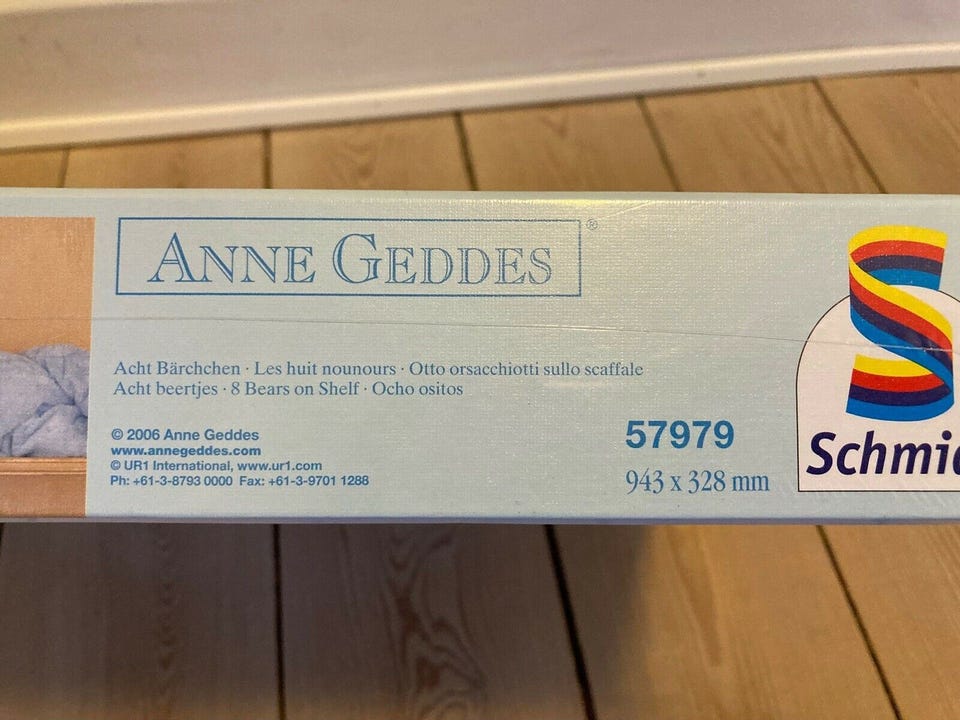 ANNE GEDDES®
Acht Bärchchen · Les huit nounours · Otto orsacchiotti sullo scaffale
Acht beertjes · 8 Bears on Shelf · Ocho ositos
© 2006 Anne Geddes
www.annegeddes.com
© UR1 International, www.ur1.com
Ph: +61-3-8793 0000 Fax: +61-3-9701 1288
57979
943 x 328 mm
Schmi